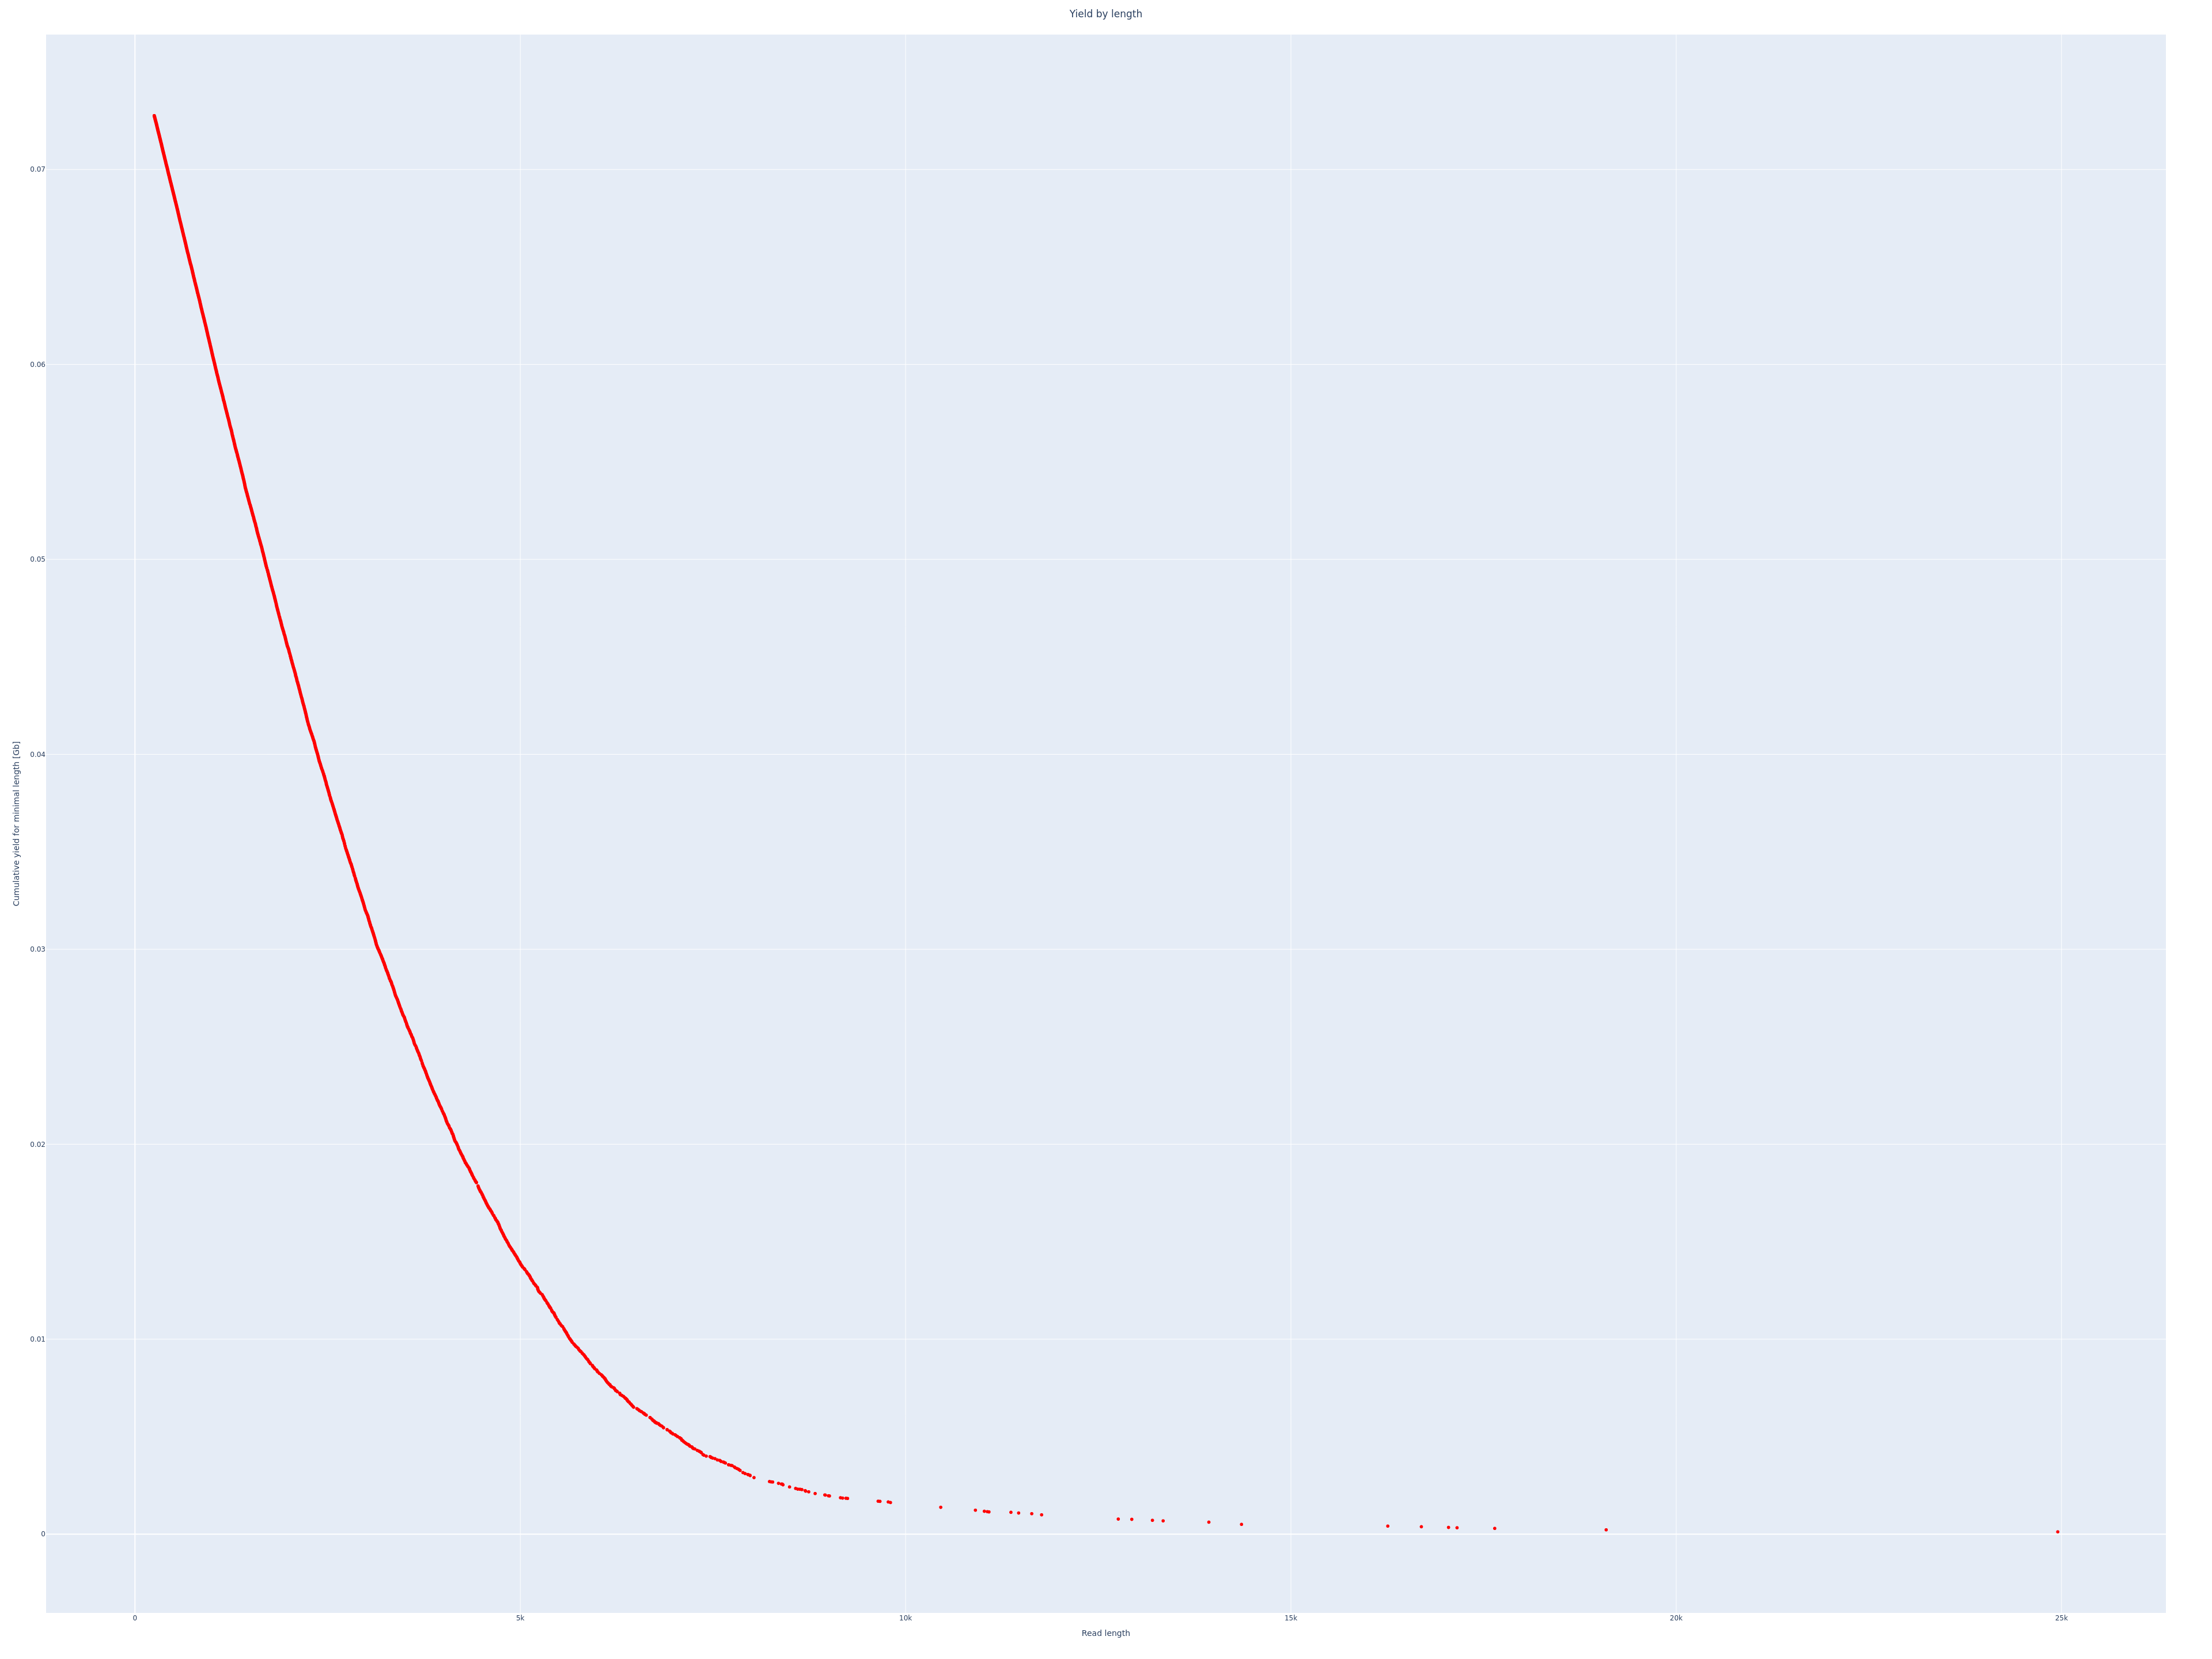 Yield by length
Cumulative yield for minimal length [Gb]
0.07
0.06
0.05
0.04
0.03
0.02
0.01
0
0 5k 10k 15k 20k 25k
Read length